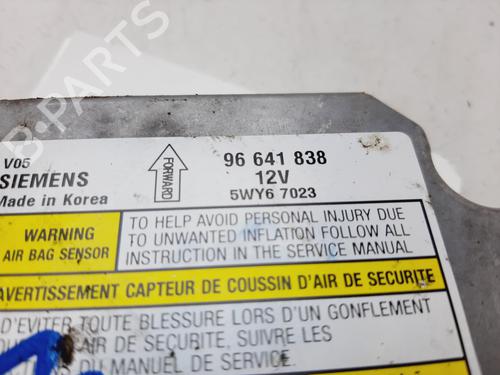 V05
96 641 838
SIEMENS
FORWARD
12V
Made in Korea
5WY6 7023
WARNING
AIR BAG SENSOR
TO HELP AVOID PERSONAL INJURY DUE
TO UNWANTED INFLATION FOLLOW ALL
INSTRUCTION IN THE SERVICE MANUAL
AVERTISSEMENT CAPTEUR DE COUSSIN D'AIR DE SECURITE
D'EVITER TOUTE BLESSURE LORS D'UN GONFLEMENT
AIR DE SECURITE, SUIVRE LES
DU MANUEL DE SERVICE.